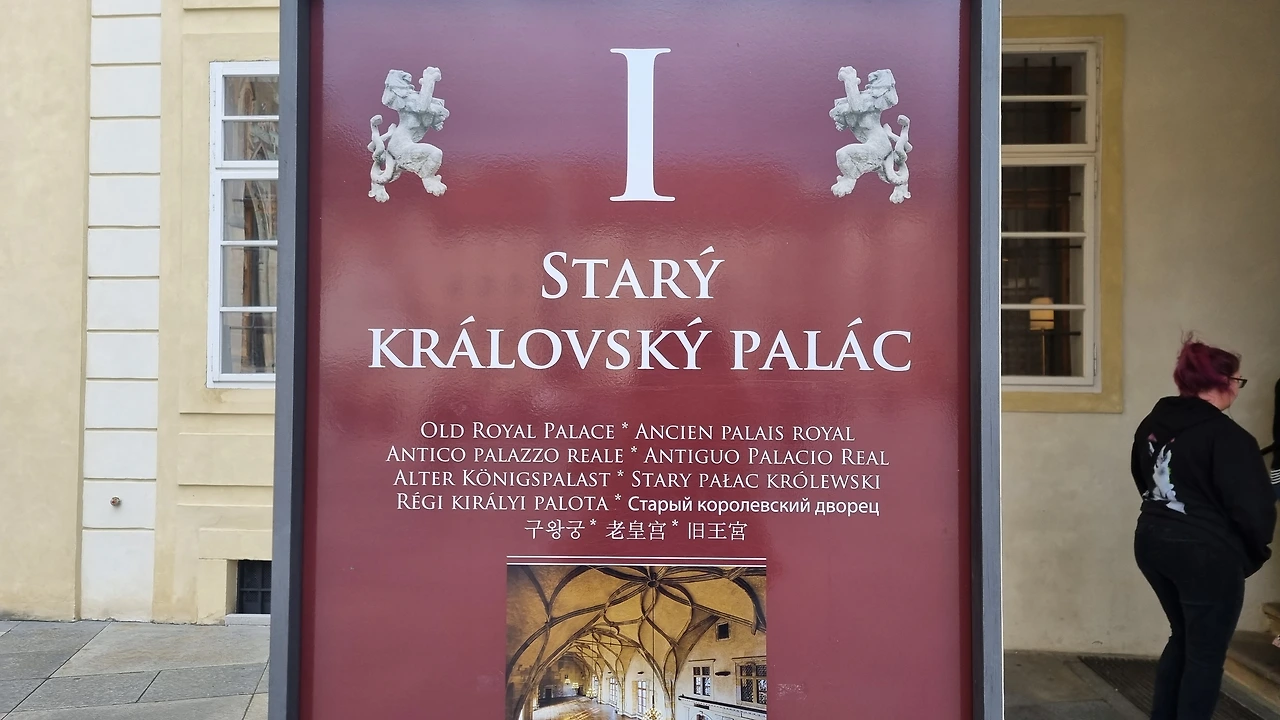 I
STARÝ
KRÁLOVSKÝ PALÁC
OLD ROYAL PALACE * ANCIEN PALAIS ROYAL
ANTICO PALAZZO REALE * ANTIGUO PALACIO REAL
ALTER KÖNIGSPALAST * STARY PAŁAC KRÓLEWSKI
RÉGI KIRÁLYI PALOTA * Старый королевский дворец
구왕궁 * 老皇宫 * 旧王宮